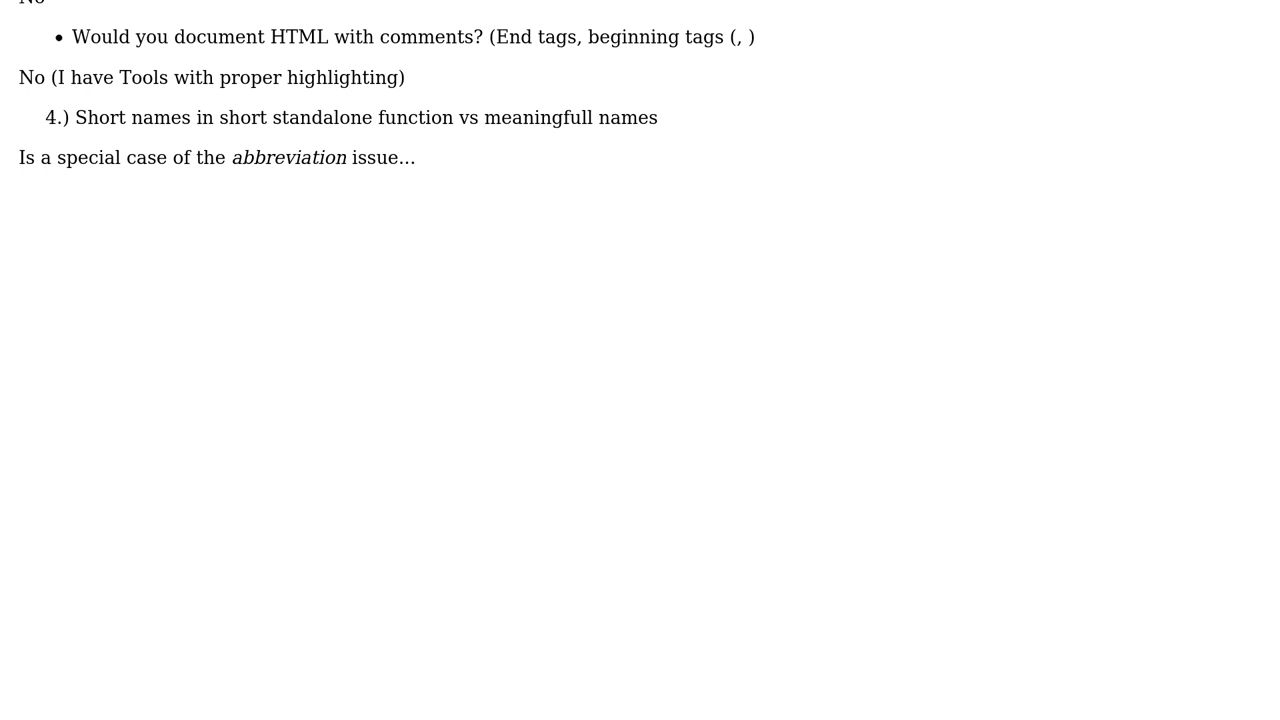 No
• Would you document HTML with comments? (End tags, beginning tags (, )
No (I have Tools with proper highlighting)
4.) Short names in short standalone function vs meaningfull names
Is a special case of the abbreviation issue...